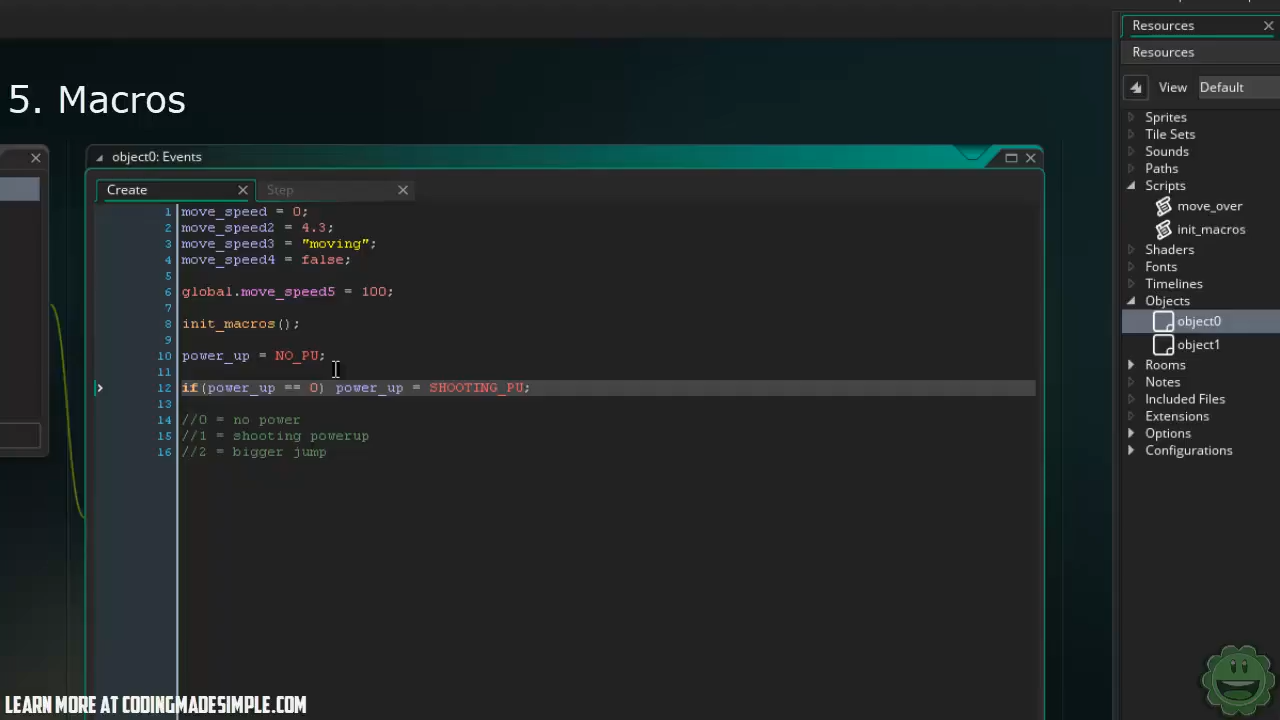 Resources
Resources
5. Macros
View Default
object0: Events
Create
Step
1 move_speed = 0;
2 move_speed2 = 4.3;
3 move_speed3 = "moving";
4 move_speed4 = false;
5
6 global.move_speed5 = 100;
7
8 init_macros();
9
10 power_up = NO_PU;
11
12 if(power_up == 0) power_up = SHOOTING_PU;
13
14 //0 = no power
15 //1 = shooting powerup
16 //2 = bigger jump
Sprites
Tile Sets
Sounds
Paths
Scripts
move_over
init_macros
Shaders
Fonts
Timelines
Objects
object0
object1
Rooms
Notes
Included Files
Extensions
Options
Configurations
LEARN MORE AT CODINGMADESIMPLE.COM